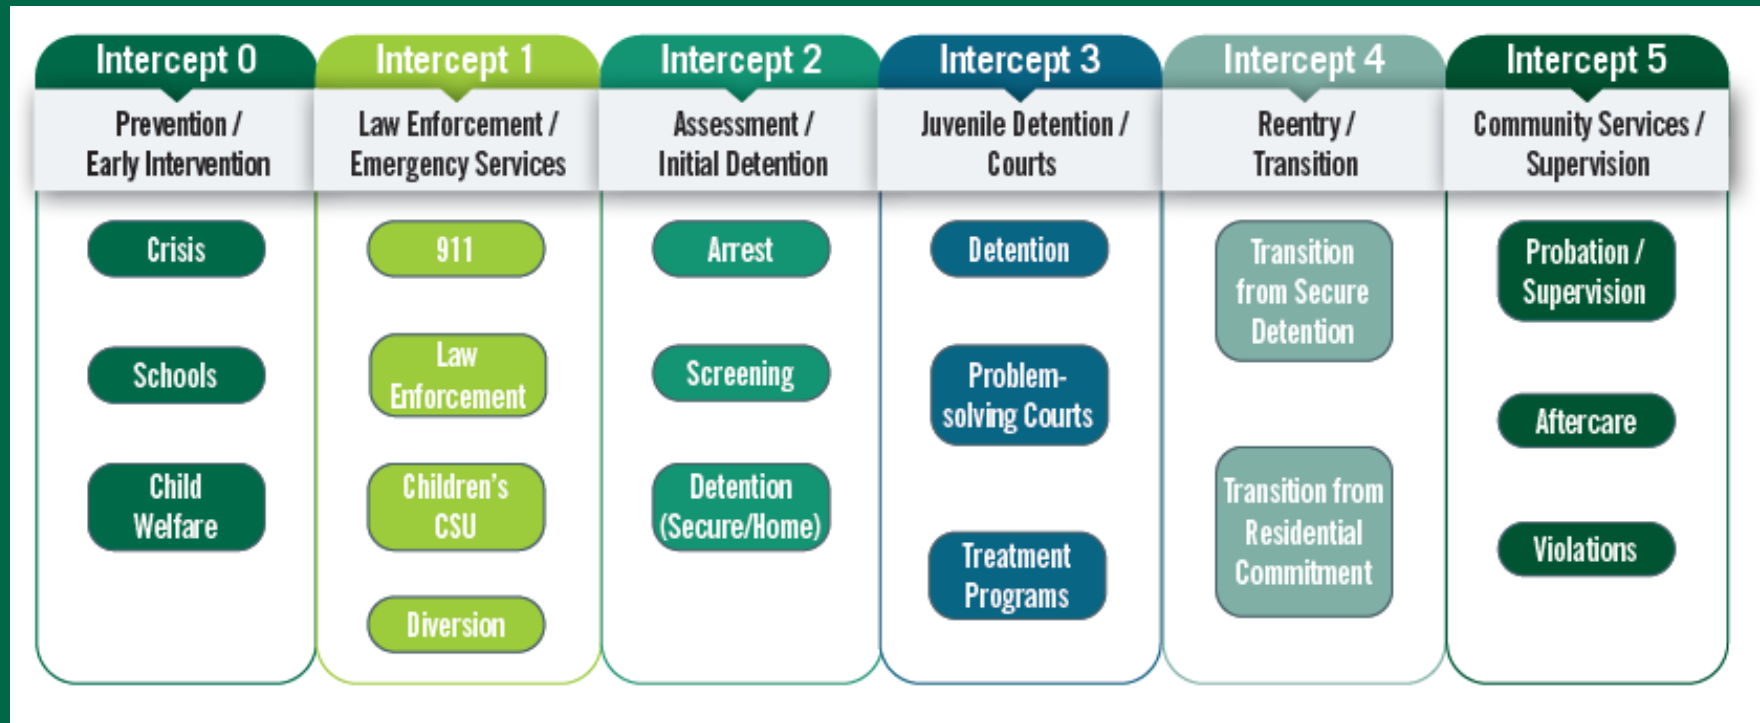 Intercept 0
Prevention /
Early Intervention
Crisis
Schools
Child
Welfare
Intercept 1
Law Enforcement /
Emergency Services
911
Law
Enforcement
Children's
CSU
Diversion
Intercept 2
Assessment /
Initial Detention
Arrest
Screening
Detention
(Secure/Home)
Intercept 3
Juvenile Detention /
Courts
Detention
Problem-
solving Courts
Treatment
Programs
Intercept 4
Reentry /
Transition
Transition
from Secure
Detention
Transition from
Residential
Commitment
Intercept 5
Community Services /
Supervision
Probation /
Supervision
Aftercare
Violations